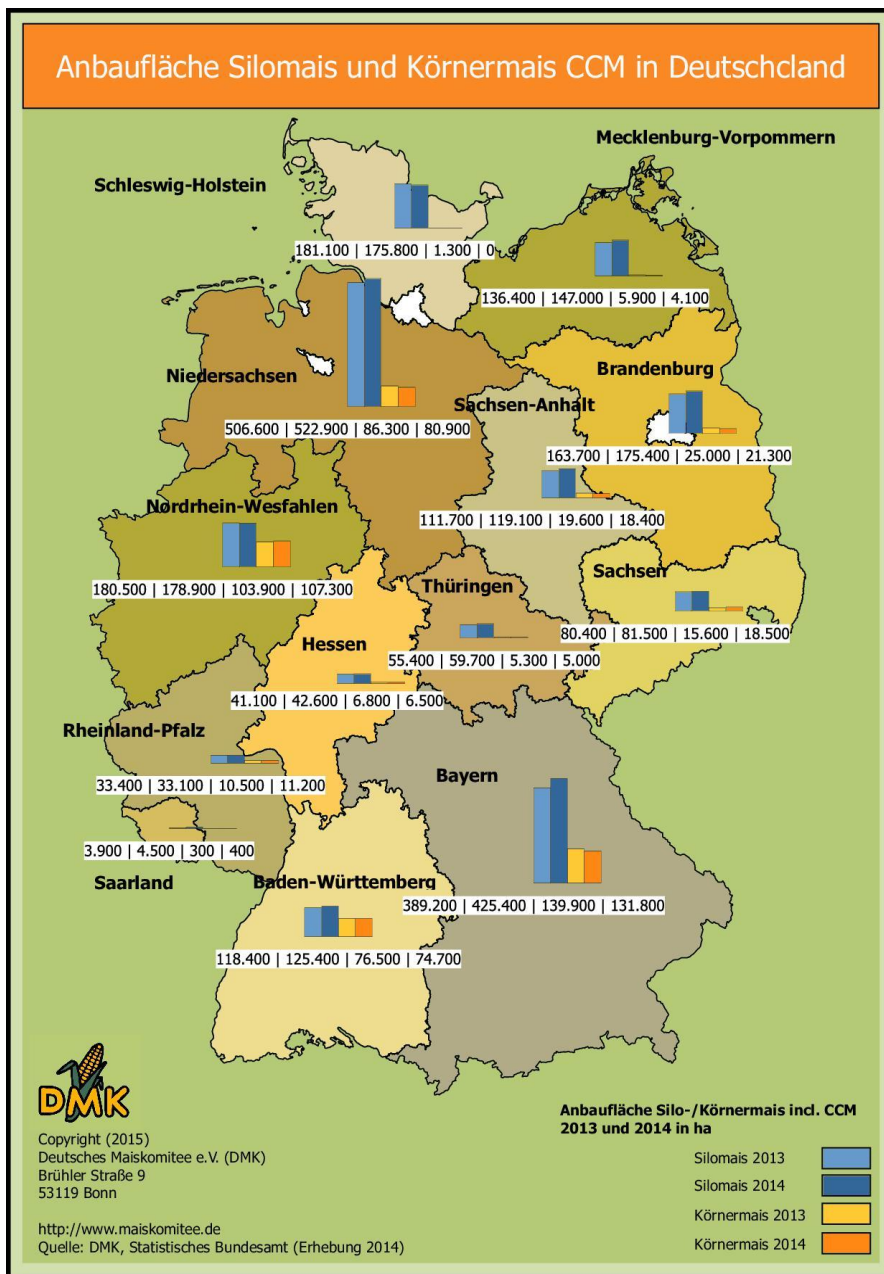 Anbaufläche Silomais und Körnermais CCM in Deutschcland
Mecklenburg-Vorpommern
Schleswig-Holstein
181.100 | 175.800 | 1.300 | 0
136.400 | 147.000 | 5.900 | 4.100
Niedersachsen
506.600 | 522.900 | 86.300 | 80.900
Brandenburg
163.700 | 175.400 | 25.000 | 21.300
Sachsen-Anhalt
111.700 | 119.100 | 19.600 | 18.400
Nordrhein-Wesfahlen
180.500 | 178.900 | 103.900 | 107.300
Thüringen
55.400 | 59.700 | 5.300 | 5.000
Sachsen
80.400 | 81.500 | 15.600 | 18.500
Hessen
41.100 | 42.600 | 6.800 | 6.500
Rheinland-Pfalz
33.400 | 33.100 | 10.500 | 11.200
3.900 | 4.500 | 300 | 400
Saarland
Bayern
389.200 | 425.400 | 139.900 | 131.800
Baden-Württemberg
118.400 | 125.400 | 76.500 | 74.700
DMK
Copyright (2015)
Deutsches Maiskomitee e.V. (DMK)
Brühler Straße 9
53119 Bonn
http://www.maiskomitee.de
Quelle: DMK, Statistisches Bundesamt (Erhebung 2014)
Anbaufläche Silo-/Körnermais incl. CCM
2013 und 2014 in ha
Silomais 2013
Silomais 2014
Körnermais 2013
Körnermais 2014